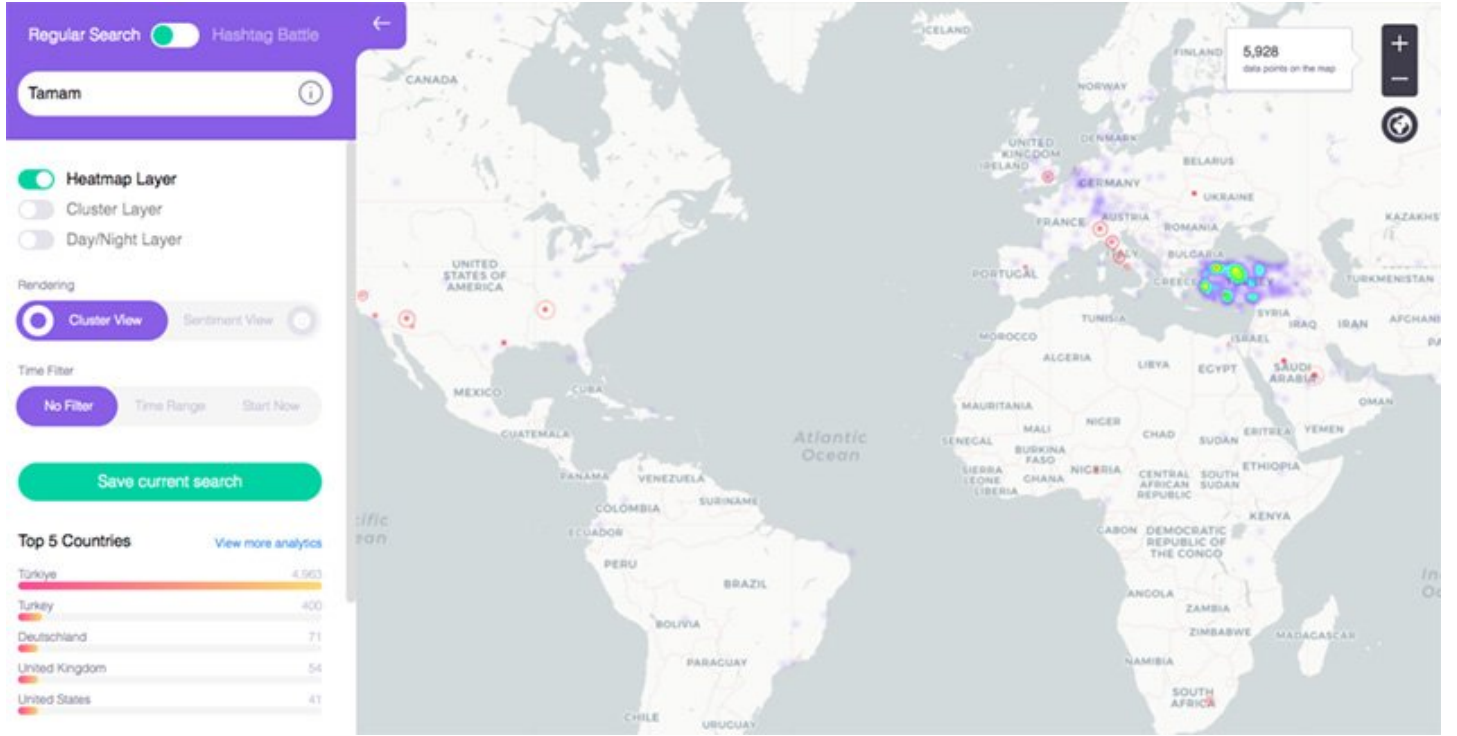 Regular Search
Hashtag Battle
Tamam
Heatmap Layer
Cluster Layer
Day/Night Layer
Rendering
Cluster View
Sentiment View
Time Filter
No Filter
Time Range
Start Now
Save current search
Top 5 Countries
View more analytics
Türkiye
4,963
Turkey
400
Deutschland
71
United Kingdom
54
United States
41
5,928
data points on the map
ICELAND
FINLAND
CANADA
NORWAY
UNITED
KINGDOM
DENMARK
IRELAND
BELARUS
GERMANY
UKRAINE
FRANCE
AUSTRIA
ROMANIA
KAZAKHS
ITALY
BULGARIA
UNITED
STATES OF
AMERICA
PORTUGAL
GREECE
TURKMENISTAN
SYRIA
TUNISIA
IRAQ
IRAN
AFGHANI
MOROCCO
ISRAEL
ALGERIA
LIBYA
EGYPT
SAUDI
ARABIA
MEXICO
CUBA
OMAN
MAURITANIA
MALI
NIGER
CHAD
SUDAN
ERITREA
YEMEN
GUATEMALA
Atlantic
Ocean
SENEGAL
BURKINA
FASO
SIERRA
LEONE
GHANA
NIGERIA
CENTRAL
AFRICAN
REPUBLIC
SOUTH
SUDAN
ETHIOPIA
LIBERIA
PANAMA
VENEZUELA
SURINAME
COLOMBIA
KENYA
ECUADOR
GABON
DEMOCRATIC
REPUBLIC OF
THE CONGO
PERU
BRAZIL
ANGOLA
ZAMBIA
BOLIVIA
ZIMBABWE
MADAGASCAR
PARAGUAY
NAMIBIA
SOUTH
AFRICA
CHILE
URUGUAY